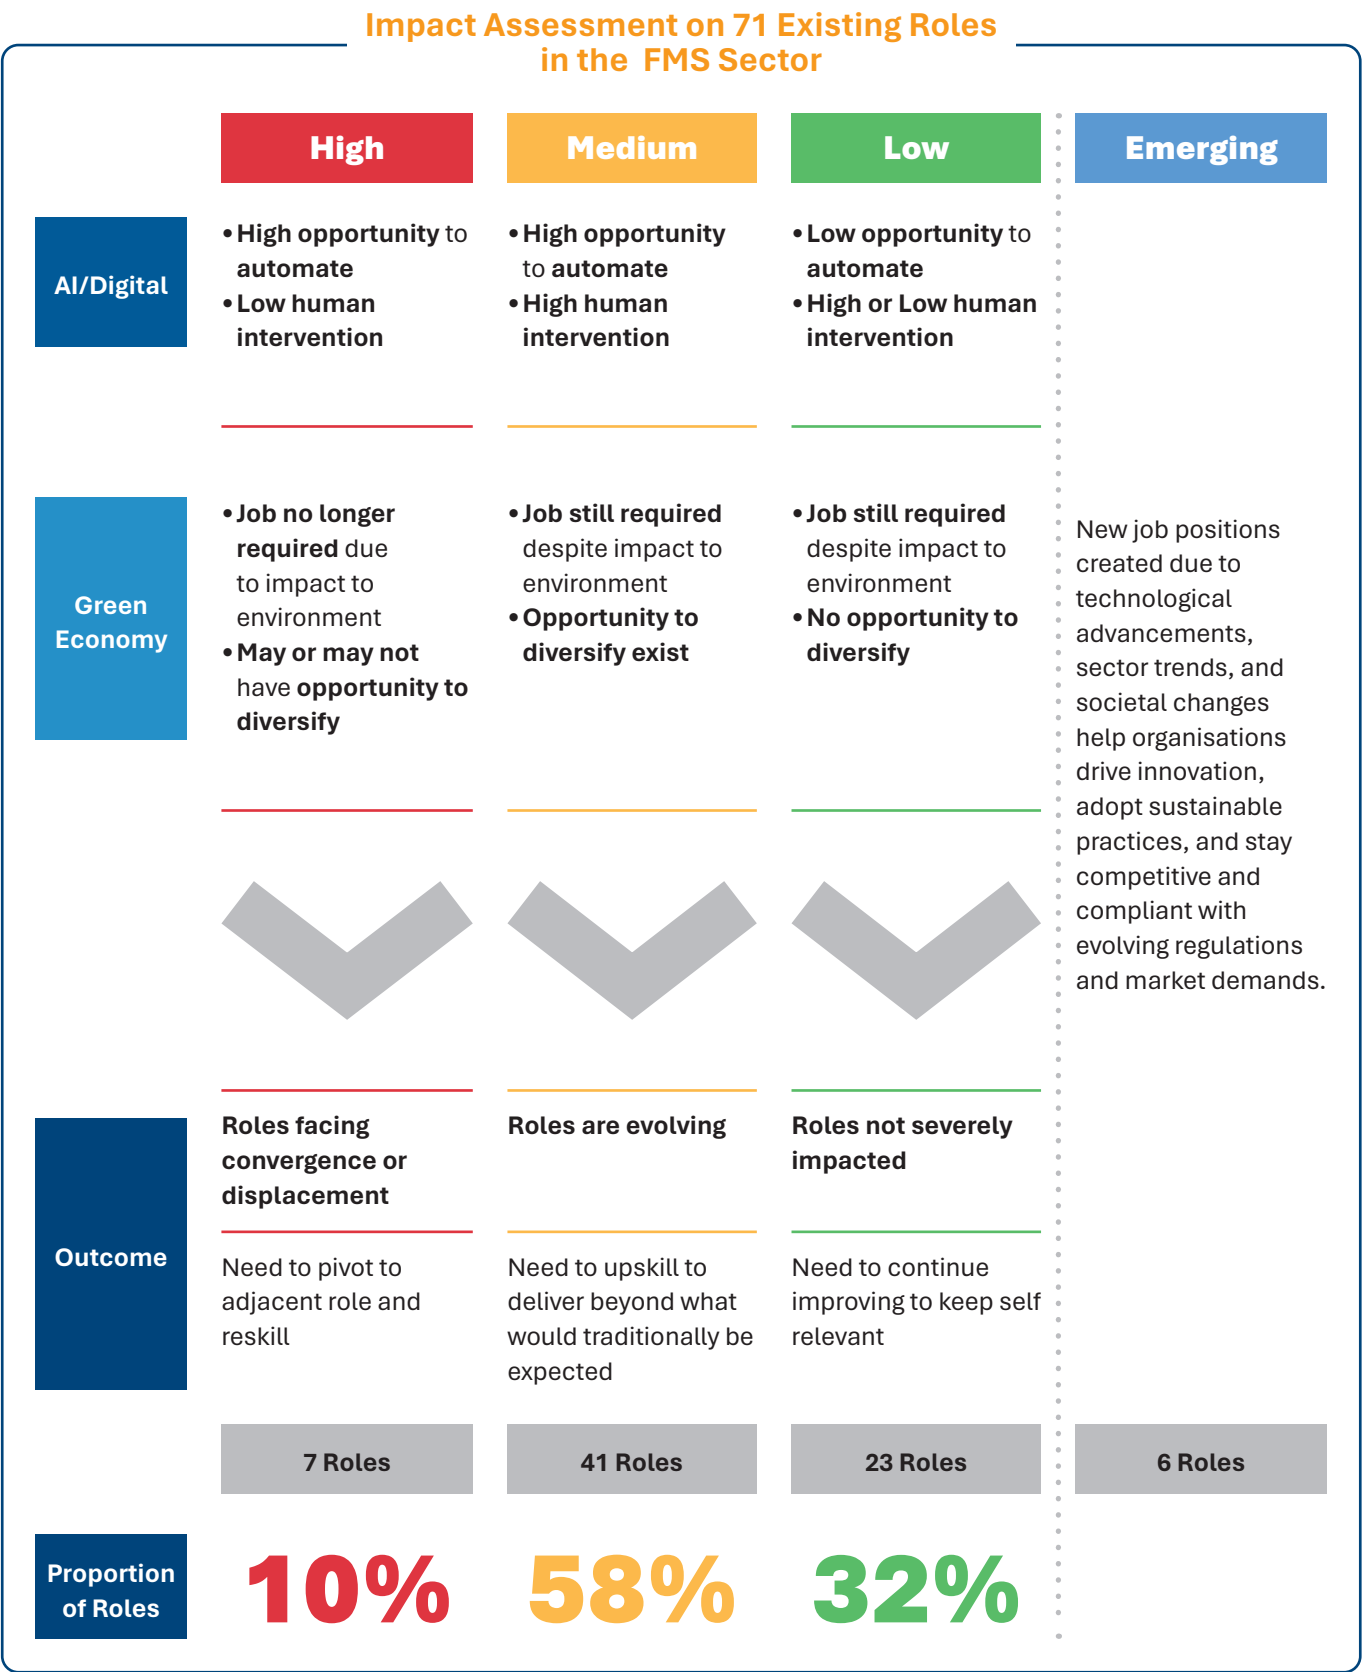 Impact Assessment on 71 Existing Roles
in the FMS Sector
High
Medium
Low
Emerging
AI/Digital
• High opportunity to
automate
• Low human
intervention
• High opportunity
to automate
• High human
intervention
• Low opportunity to
automate
• High or Low human
intervention
Green
Economy
• Job no longer
required due
to impact to
environment
• May or may not
have opportunity to
diversify
• Job still required
despite impact to
environment
• Opportunity to
diversify exist
• Job still required
despite impact to
environment
• No opportunity to
diversify
New job positions
created due to
technological
advancements,
sector trends, and
societal changes
help organisations
drive innovation,
adopt sustainable
practices, and stay
competitive and
compliant with
evolving regulations
and market demands.
Outcome
Roles facing
convergence or
displacement
Roles are evolving
Roles not severely
impacted
Need to pivot to
adjacent role and
reskill
Need to upskill to
deliver beyond what
would traditionally be
expected
Need to continue
improving to keep self
relevant
7 Roles
41 Roles
23 Roles
6 Roles
Proportion
of Roles
10%
58%
32%